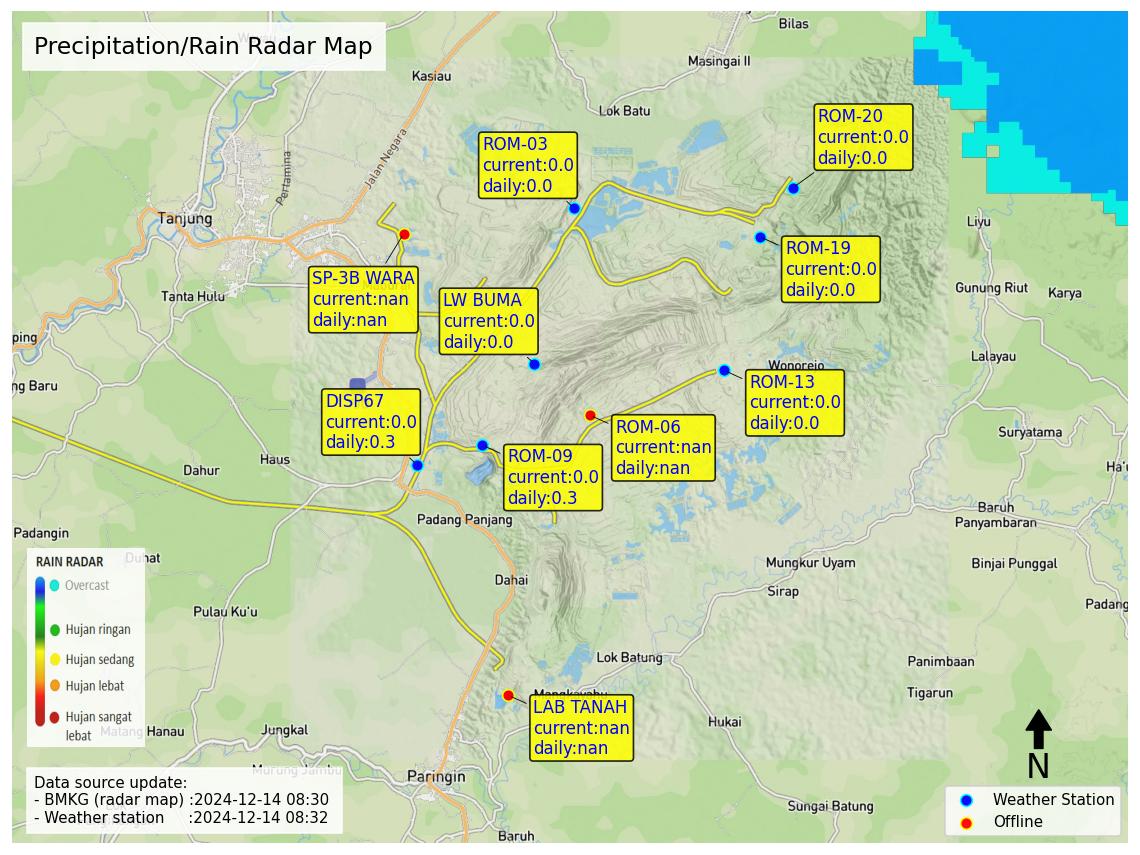 Precipitation/Rain Radar Map
Bilas
Masingai II
Kasiau
Lok Batu
Jalan Negara
Pertamina
Tanjung
Tanta Hulu
ping
ng Baru
ROM-03
current:0.0
daily:0.0
ROM-20
current:0.0
daily:0.0
ROM-19
current:0.0
daily:0.0
SP-3B WARA
current:nan
daily:nan
LW BUMA
current:0.0
daily:0.0
Liyu
Gunung Riut
Karya
Lalayau
Wonorejo
ROM-13
current:0.0
daily:0.0
DISP67
current:0.0
daily:0.3
ROM-06
current:nan
daily:nan
ROM-09
current:0.0
daily:0.3
Suryatama
Ha'u
Haus
Dahur
Padang Panjang
Baruh
Panyambaran
Padangin
Duhat
Binjai Punggal
Mungkur Uyam
Dahai
Sirap
Padang
Pulau Ku'u
RAIN RADAR
Overcast
Hujan ringan
Hujan sedang
Hujan lebat
Hujan sangat
lebat
Lok Batung
Panimbaan
Tigarun
Mangkayahu
LAB TANAH
current:nan
daily:nan
Hukai
Matang Hanau
Jungkal
Murung Jambu
Paringin
Sungai Batung
Baruh
Data source update:
- BMKG (radar map) :2024-12-14 08:30
- Weather station :2024-12-14 08:32
N
Weather Station
Offline